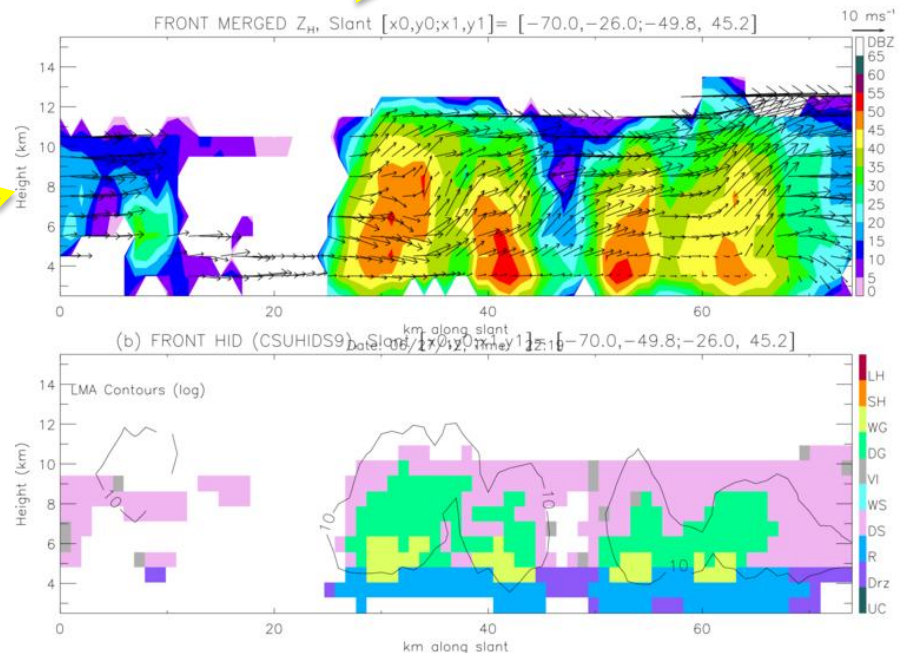 FRONT MERGED ZH, Slant [x0,y0;x1,y1]= [-70.0,-26.0;-49.8, 45.2]
10 ms-1
DBZ
65
60
55
50
45
40
35
30
25
20
15
10
5
0
Height (km)
14
12
10
8
6
4
0 20 40 60
km along slant
(b) FRONT HID (CSUHIDS9), Slant [x0,y0;x1,y1]= [-70.0,-49.8;-26.0, 45.2]
Date: 06/27/12, Time: 22:19
LMA Contours (log)
10
10
10
10
LH
SH
WG
DG
VI
WS
DS
R
Drz
UC
Height (km)
14
12
10
8
6
4
0 20 40 60
km along slant